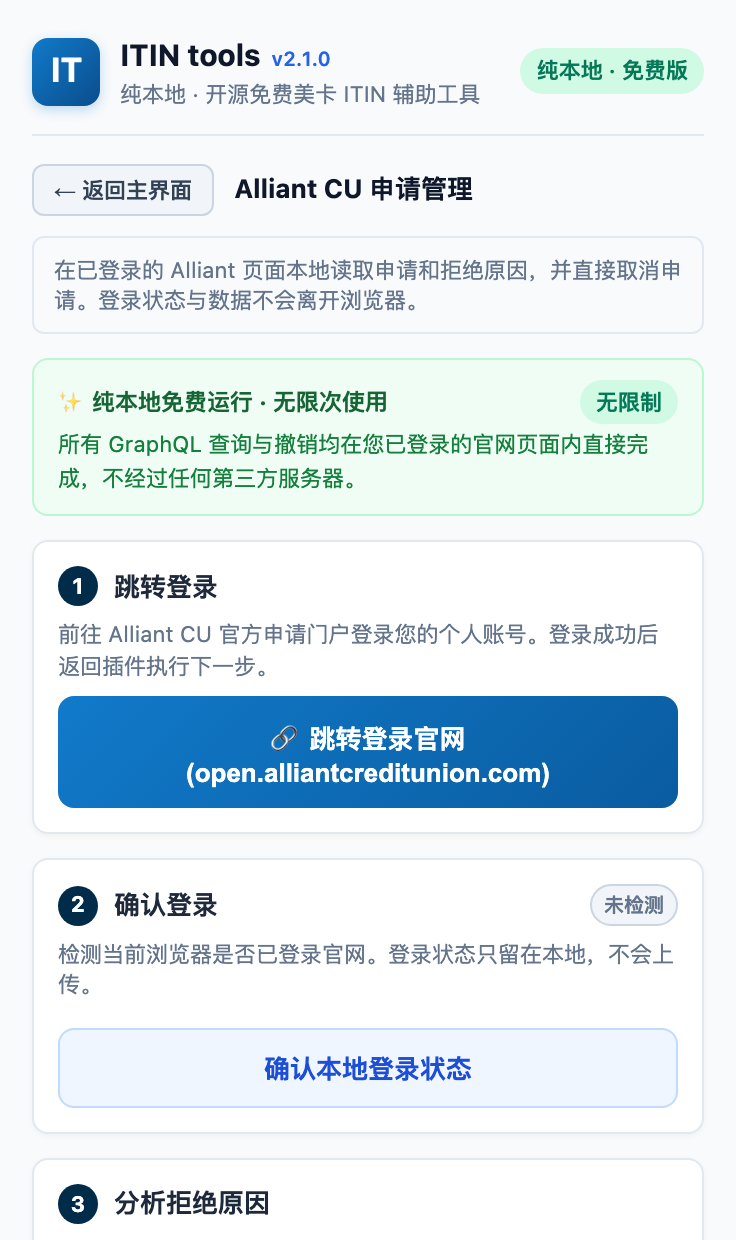 IT
ITIN tools v2.1.0
纯本地 · 开源免费美卡 ITIN 辅助工具
纯本地 · 免费版
← 返回主界面
Alliant CU 申请管理
在已登录的 Alliant 页面本地读取申请和拒绝原因，并直接取消申
请。登录状态与数据不会离开浏览器。
✨ 纯本地免费运行 · 无限次使用
无限制
所有 GraphQL 查询与撤销均在您已登录的官网页面内直接完
成，不经过任何第三方服务器。
1 跳转登录
前往 Alliant CU 官方申请门户登录您的个人账号。登录成功后
返回插件执行下一步。
🔗 跳转登录官网
(open.alliantcreditunion.com)
2 确认登录
未检测
检测当前浏览器是否已登录官网。登录状态只留在本地，不会上
传。
确认本地登录状态
3 分析拒绝原因